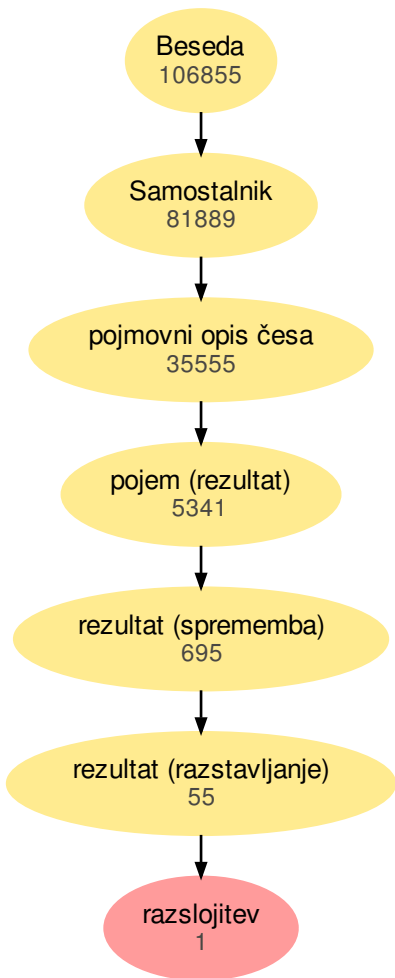 Beseda
106855
Samostalnik
81889
pojmovni opis česa
35555
pojem (rezultat)
5341
rezultat (sprememba)
695
rezultat (razstavljanje)
55
razslojitev
1